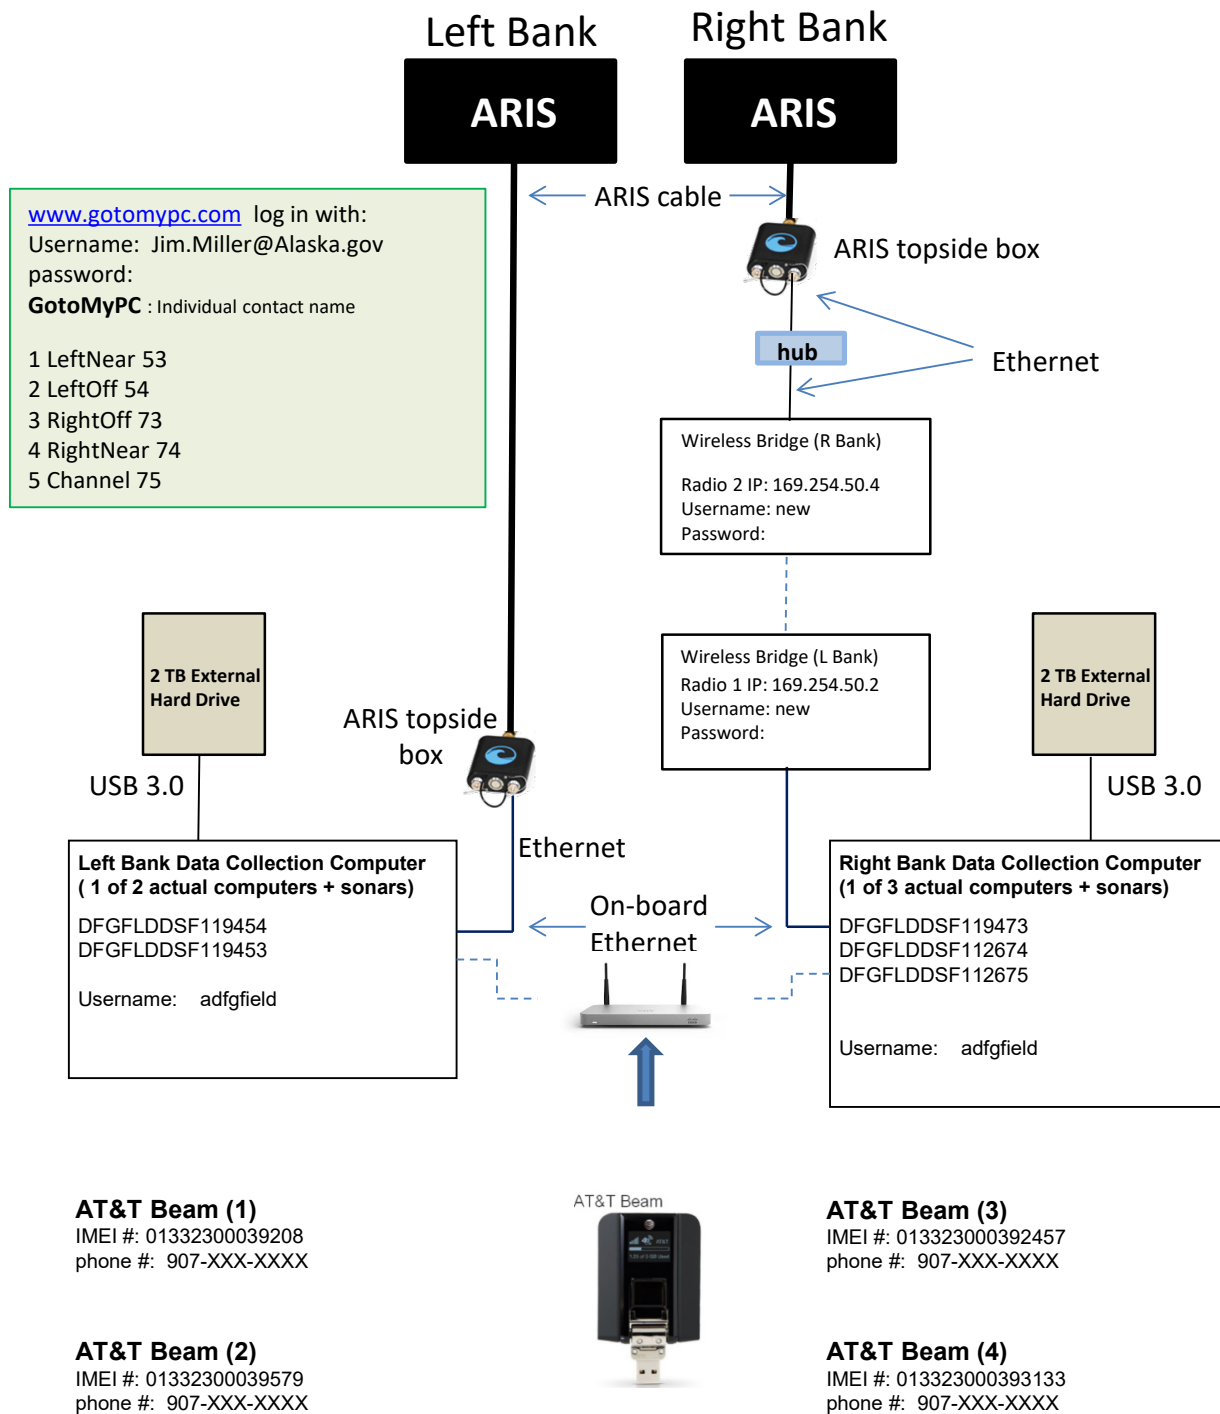 Left Bank
Right Bank
ARIS
ARIS
ARIS cable
www.gotomypc.com log in with:
Username: Jim.Miller@Alaska.gov
password:
GotoMyPC : Individual contact name
1 LeftNear 53
2 LeftOff 54
3 RightOff 73
4 RightNear 74
5 Channel 75
ARIS topside box
hub
Ethernet
Wireless Bridge (R Bank)
Radio 2 IP: 169.254.50.4
Username: new
Password:
Wireless Bridge (L Bank)
Radio 1 IP: 169.254.50.2
Username: new
Password:
2 TB External
Hard Drive
USB 3.0
ARIS topside
box
2 TB External
Hard Drive
USB 3.0
Ethernet
Left Bank Data Collection Computer
( 1 of 2 actual computers + sonars)
DFGFLDDSF119454
DFGFLDDSF119453
Username: adfgfield
On-board
Ethernet
Right Bank Data Collection Computer
(1 of 3 actual computers + sonars)
DFGFLDDSF119473
DFGFLDDSF112674
DFGFLDDSF112675
Username: adfgfield
AT&T Beam (1)
IMEI #: 01332300039208
phone #: 907-XXX-XXXX
AT&T Beam
AT&T Beam (3)
IMEI #: 013323000392457
phone #: 907-XXX-XXXX
AT&T Beam (2)
IMEI #: 01332300039579
phone #: 907-XXX-XXXX
AT&T Beam (4)
IMEI #: 013323000393133
phone #: 907-XXX-XXXX